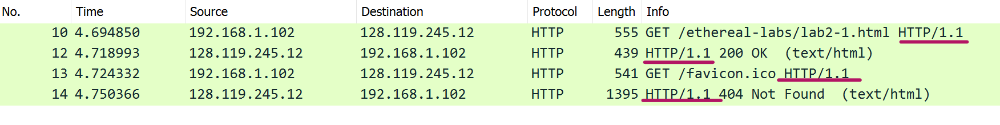 No. Time Source Destination Protocol Length Info
10 4.694850 192.168.1.102 128.119.245.12 HTTP 555 GET /ethereal-labs/lab2-1.html HTTP/1.1
12 4.718993 128.119.245.12 192.168.1.102 HTTP 439 HTTP/1.1 200 OK (text/html)
13 4.724332 192.168.1.102 128.119.245.12 HTTP 541 GET /favicon.ico HTTP/1.1
14 4.750366 128.119.245.12 192.168.1.102 HTTP 1395 HTTP/1.1 404 Not Found (text/html)